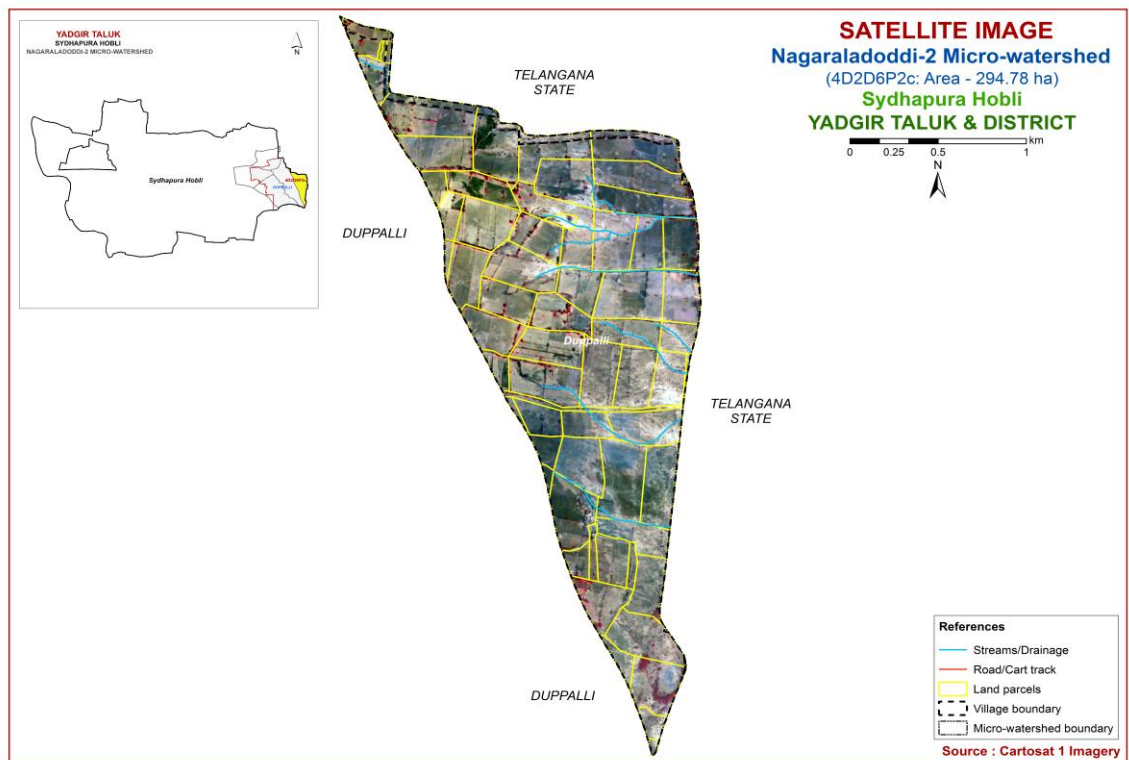 YADGIR TALUK
SYDHAPURA HOBLI
NAGARALADODDI-2 MICRO-WATERSHED
N
Sydhapura Hobli
DUPPALLI
SATELLITE IMAGE
Nagaraladoddi-2 Micro-watershed
(4D2D6P2c: Area - 294.78 ha)
Sydhapura Hobli
YADGIR TALUK & DISTRICT
km
0 0.25 0.5 1
N
TELANGANA
STATE
DUPPALLI
Duppalli
TELANGANA
STATE
DUPPALLI
References
Streams/Drainage
Road/Cart track
Land parcels
Village boundary
Micro-watershed boundary
Source : Cartosat 1 Imagery